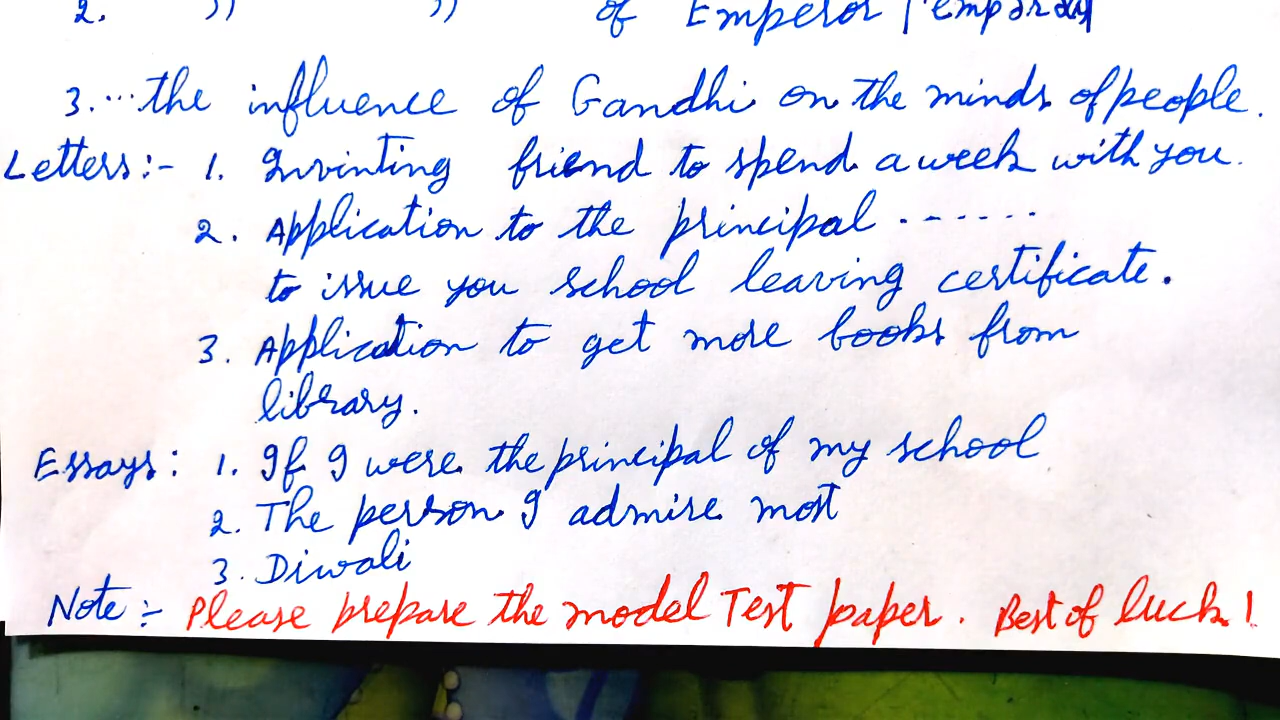 2. ,, ,, of Emperor
3. ... the influence of Gandhi on the minds of people.
Letters:- 1. Invinting friend to spend a week with you.
2. Application to the principal .------
to issue you school leaving certificate.
3. Application to get more books from
library.
Essays: 1. If I were the principal of my school
2. The person I admire most
3. Diwali
Note:- Please prepare the model Test paper. Best of luck!